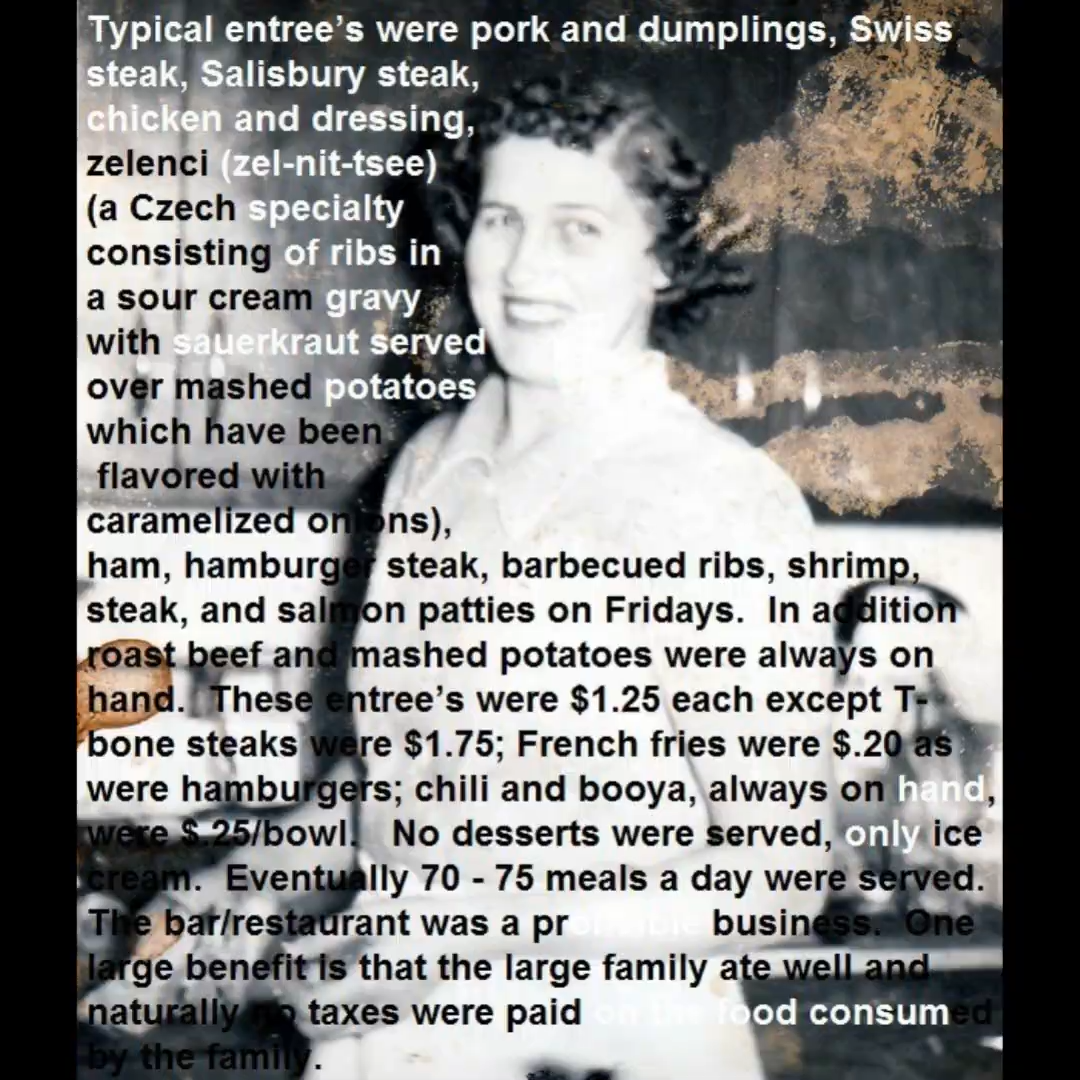 Typical entree’s were pork and dumplings, Swiss
steak, Salisbury steak,
chicken and dressing,
zelenci (zel-nit-tsee)
(a Czech specialty
consisting of ribs in
a sour cream gravy
with sauerkraut served
over mashed potatoes
which have been
flavored with
caramelized onions),
ham, hamburger steak, barbecued ribs, shrimp,
steak, and salmon patties on Fridays.  In addition
roast beef and mashed potatoes were always on
hand.  These entree’s were $1.25 each except T-
bone steaks were $1.75; French fries were $.20 as
were hamburgers; chili and booya, always on hand,
were $.25/bowl.   No desserts were served, only ice
cream.  Eventually 70 - 75 meals a day were served.
The bar/restaurant was a business.  One
large benefit is that the large family ate well and
naturally no taxes were paid on the food consumed
by the family.